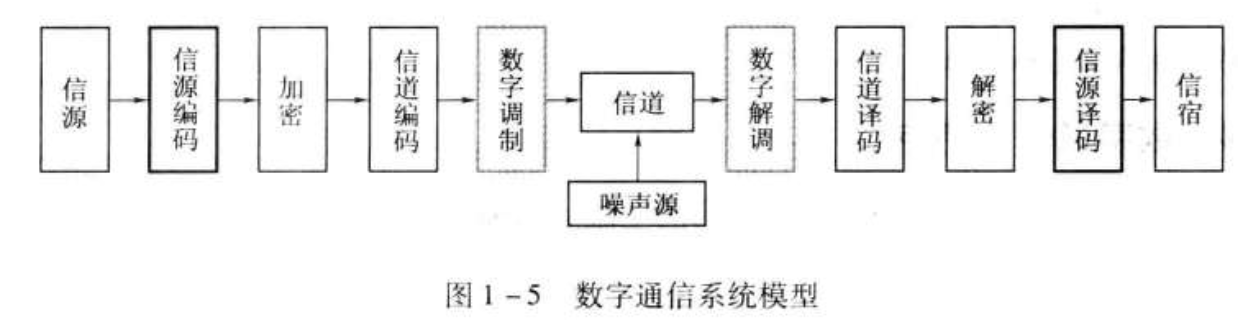 信源
信源编码
加密
信道编码
数字调制
信道
数字解调
信道译码
解密
信源译码
信宿
噪声源
图 1-5 数字通信系统模型